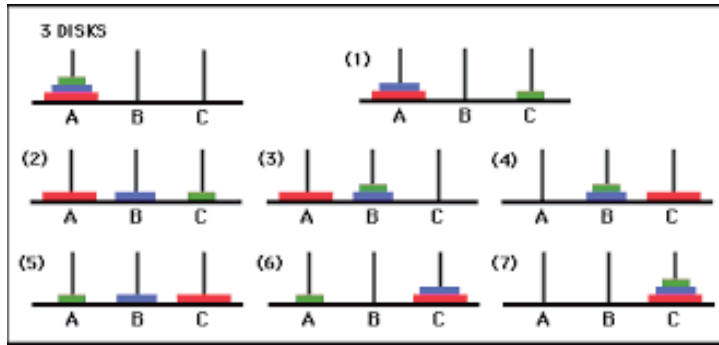 3 DISKS
A B C
(1)
A B C
(2)
A B C
(3)
A B C
(4)
A B C
(5)
A B C
(6)
A B C
(7)
A B C